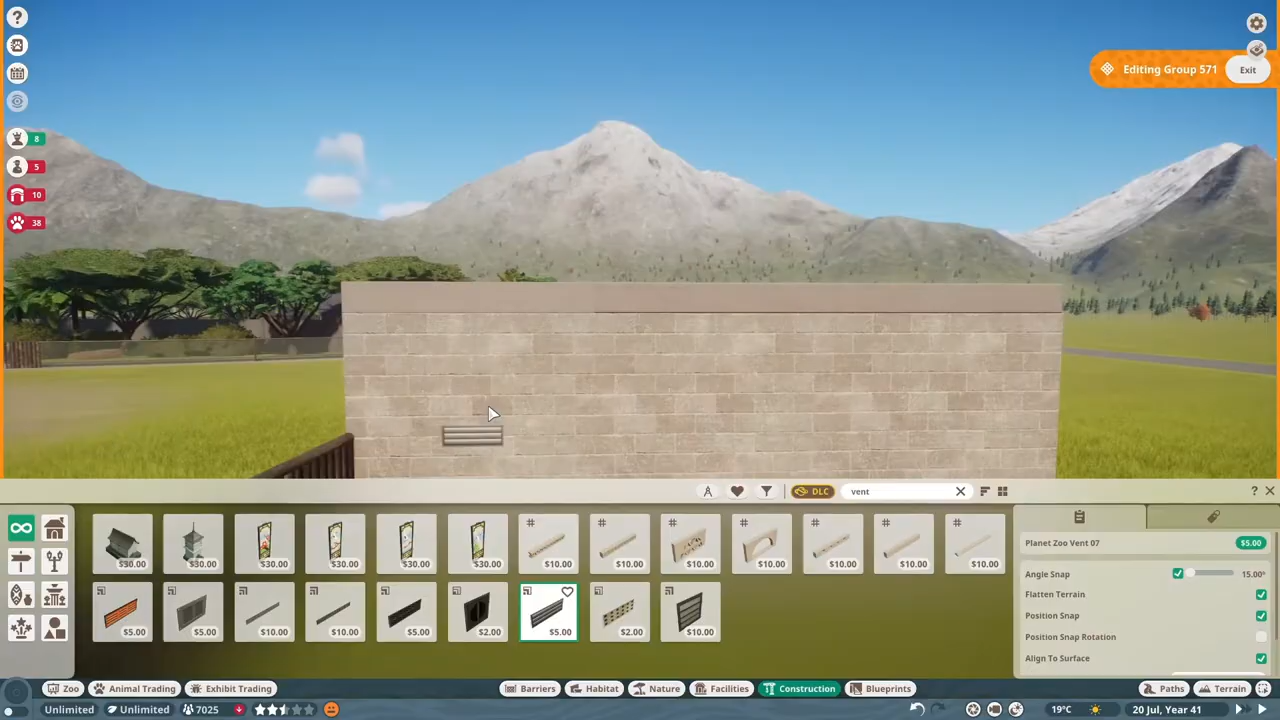 ?
Editing Group 571 Exit
8
5
10
38
DLC vent
?
$30.00 $30.00 $30.00 $30.00 $30.00 $30.00 $10.00 $10.00 $10.00 $10.00 $10.00 $10.00 $10.00
$5.00 $5.00 $10.00 $10.00 $5.00 $2.00 $5.00 $2.00 $10.00
Planet Zoo Vent 07 $5.00
Angle Snap 15.00°
Flatten Terrain
Position Snap
Position Snap Rotation
Align To Surface
Zoo Animal Trading Exhibit Trading Barriers Habitat Nature Facilities Construction Blueprints Paths Terrain
Unlimited Unlimited 7025 19°C 20 Jul, Year 41